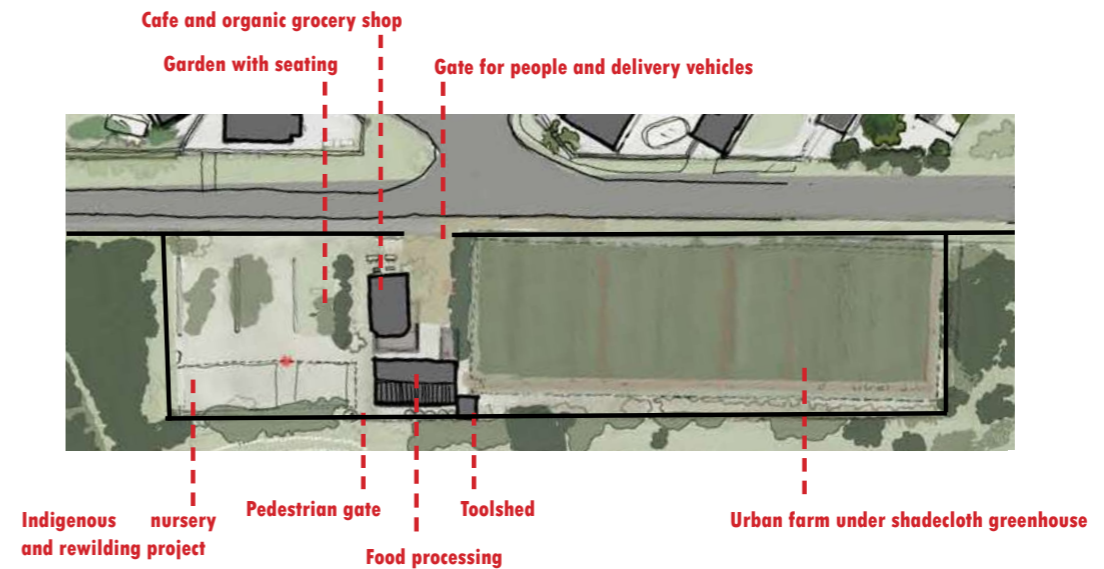 Cafe and organic grocery shop
Garden with seating
Gate for people and delivery vehicles
Indigenous nursery
and rewilding project
Pedestrian gate
Toolshed
Food processing
Urban farm under shadecloth greenhouse